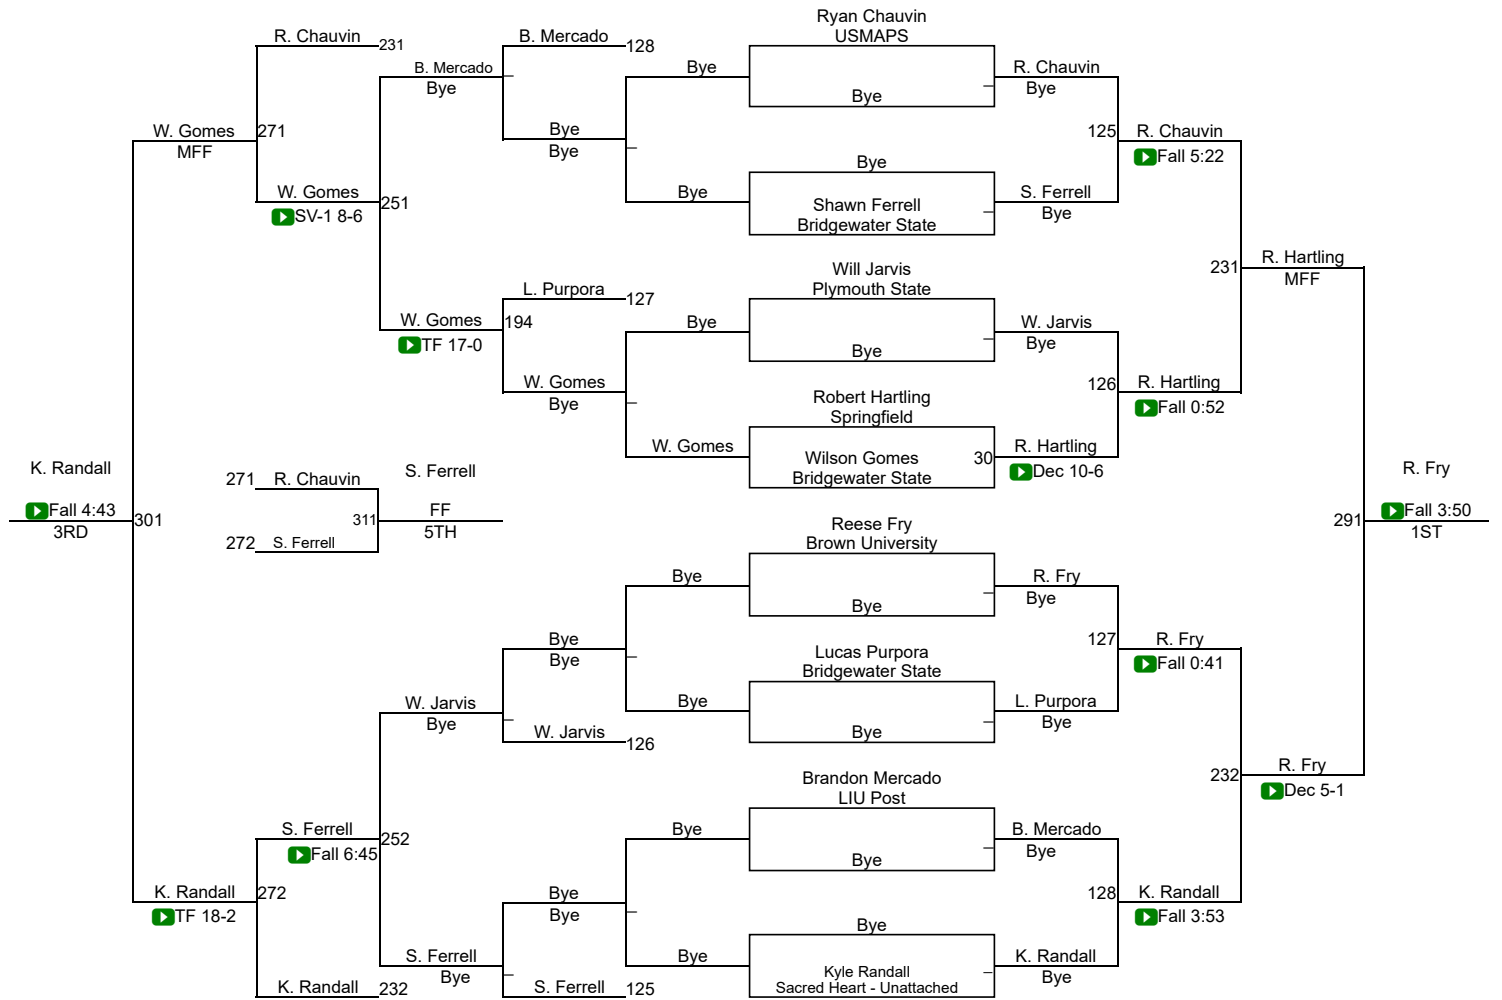 Ryan Chauvin
USMAPS
R. Chauvin
231
B. Mercado
128
B. Mercado
Bye
Bye
Bye
R. Chauvin
Bye
W. Gomes
271
MFF
Bye
Bye
125
R. Chauvin
Fall 5:22
W. Gomes
251
SV-1 8-6
Bye
Bye
Shawn Ferrell
Bridgewater State
S. Ferrell
Bye
Will Jarvis
Plymouth State
231
R. Hartling
MFF
L. Purpora
127
W. Gomes
194
TF 17-0
Bye
Bye
W. Jarvis
Bye
W. Gomes
Bye
126
R. Hartling
Fall 0:52
Robert Hartling
Springfield
W. Gomes
Wilson Gomes
Bridgewater State
30
R. Hartling
Dec 10-6
K. Randall
Fall 4:43
3RD
301
271
R. Chauvin
272
S. Ferrell
311
S. Ferrell
FF
5TH
R. Fry
Fall 3:50
1ST
291
Reese Fry
Brown University
Bye
Bye
R. Fry
Bye
Bye
Bye
127
R. Fry
Fall 0:41
Lucas Purpora
Bridgewater State
W. Jarvis
Bye
Bye
Bye
L. Purpora
Bye
W. Jarvis
126
232
R. Fry
Dec 5-1
Brandon Mercado
LIU Post
S. Ferrell
252
Fall 6:45
Bye
Bye
B. Mercado
Bye
K. Randall
272
TF 18-2
Bye
Bye
128
K. Randall
Fall 3:53
Bye
S. Ferrell
Bye
Bye
Kyle Randall
Sacred Heart - Unattached
K. Randall
Bye
K. Randall
232
S. Ferrell
125